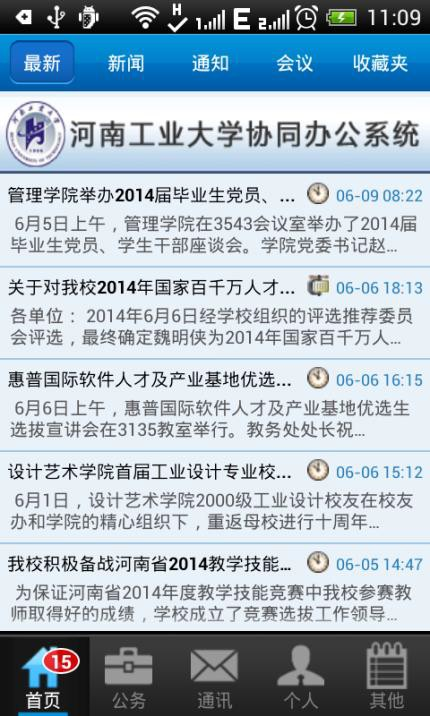 H
11:09
最新 新闻 通知 会议 收藏夹
河南工业大学协同办公系统
管理学院举办2014届毕业生党员、... 06-09 08:22
6月5日上午，管理学院在3543会议室举办了2014届
毕业生党员、学生干部座谈会。学院党委书记赵...
关于对我校2014年国家百千万人才... 06-06 18:13
各单位： 2014年6月6日经学校组织的评选推荐委员
会评选，最终确定魏明侠为2014年国家百千万人...
惠普国际软件人才及产业基地优选... 06-06 16:15
6月6日上午，惠普国际软件人才及产业基地优选生
选拔宣讲会在3135教室举行。教务处处长祝...
设计艺术学院首届工业设计专业校... 06-06 15:12
6月1日，设计艺术学院2000级工业设计校友在校友
办和学院的精心组织下，重返母校进行十周年...
我校积极备战河南省2014教学技能... 06-05 14:47
为保证河南省2014年度教学技能竞赛中我校参赛教
师取得好的成绩，学校成立了竞赛选拔工作领导...
15
首页 公务 通讯 个人 其他